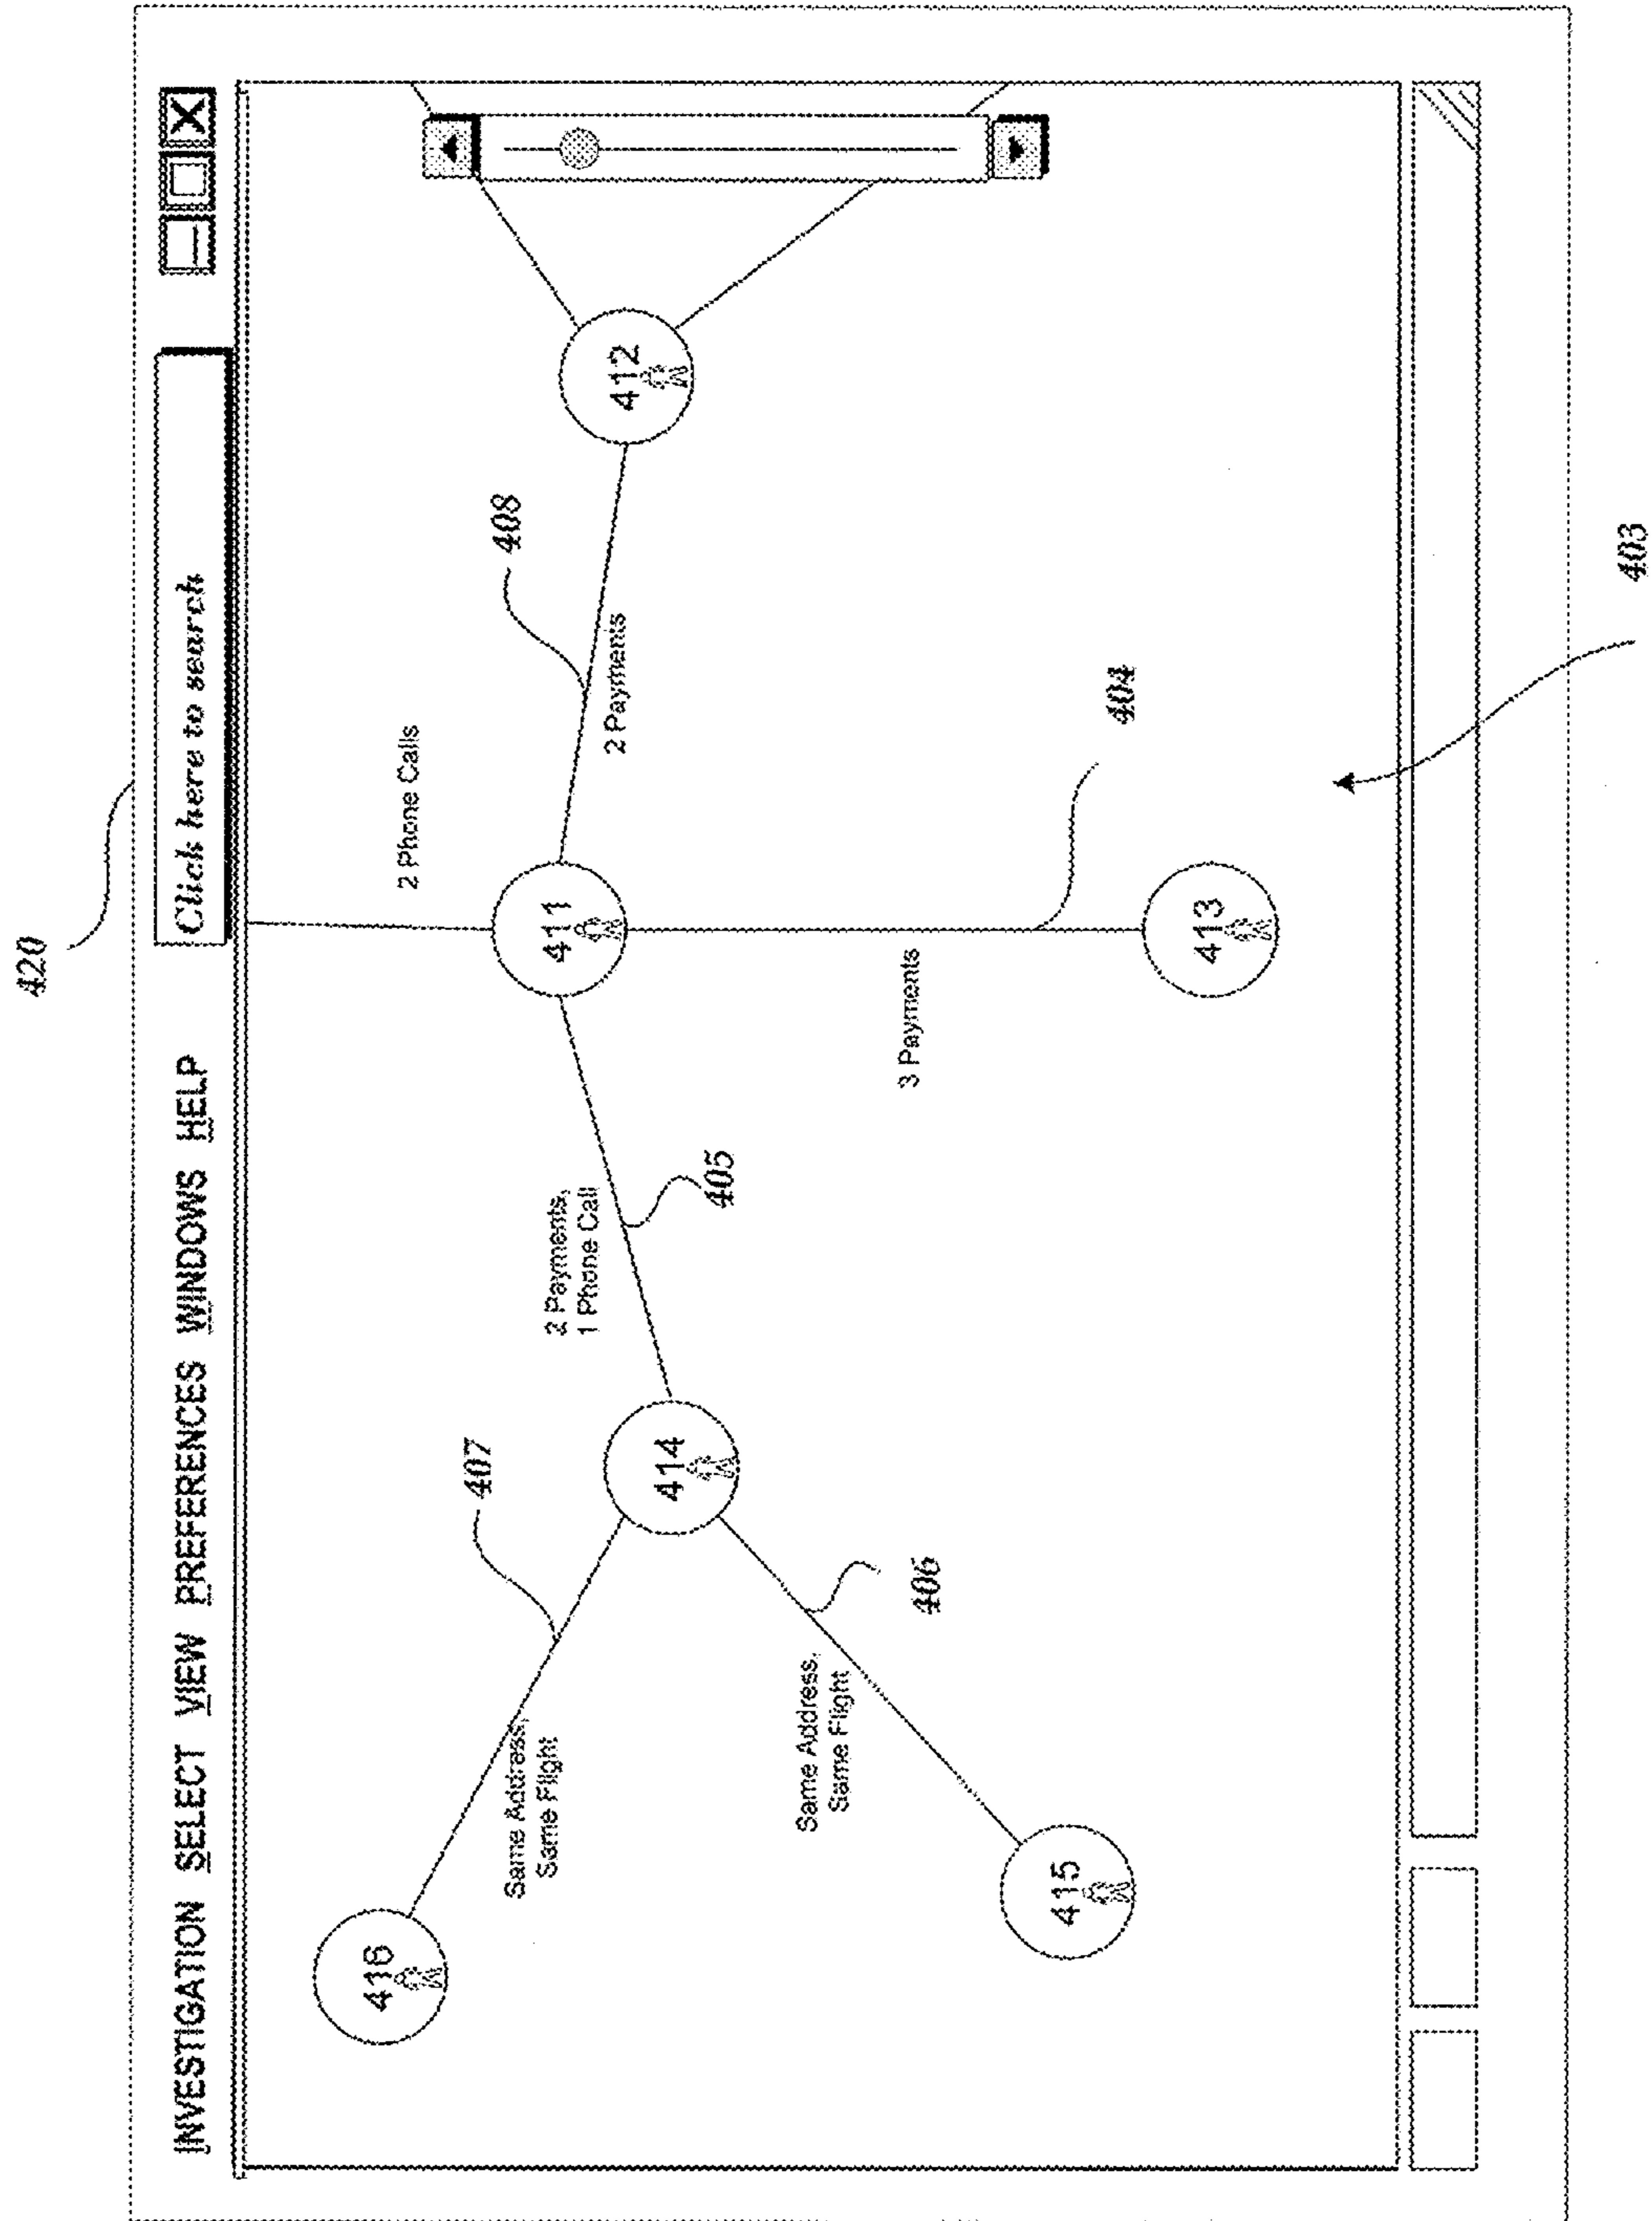 420
INVESTIGATION SELECT VIEW PREFERENCES WINDOWS HELP
Click here to search
2 Phone Calls
416
407
408
411
412
2 Payments,
1 Phone Call
2 Payments
414
405
Same Address,
Same Flight
3 Payments
406
Same Address,
Same Flight
404
415
413
403